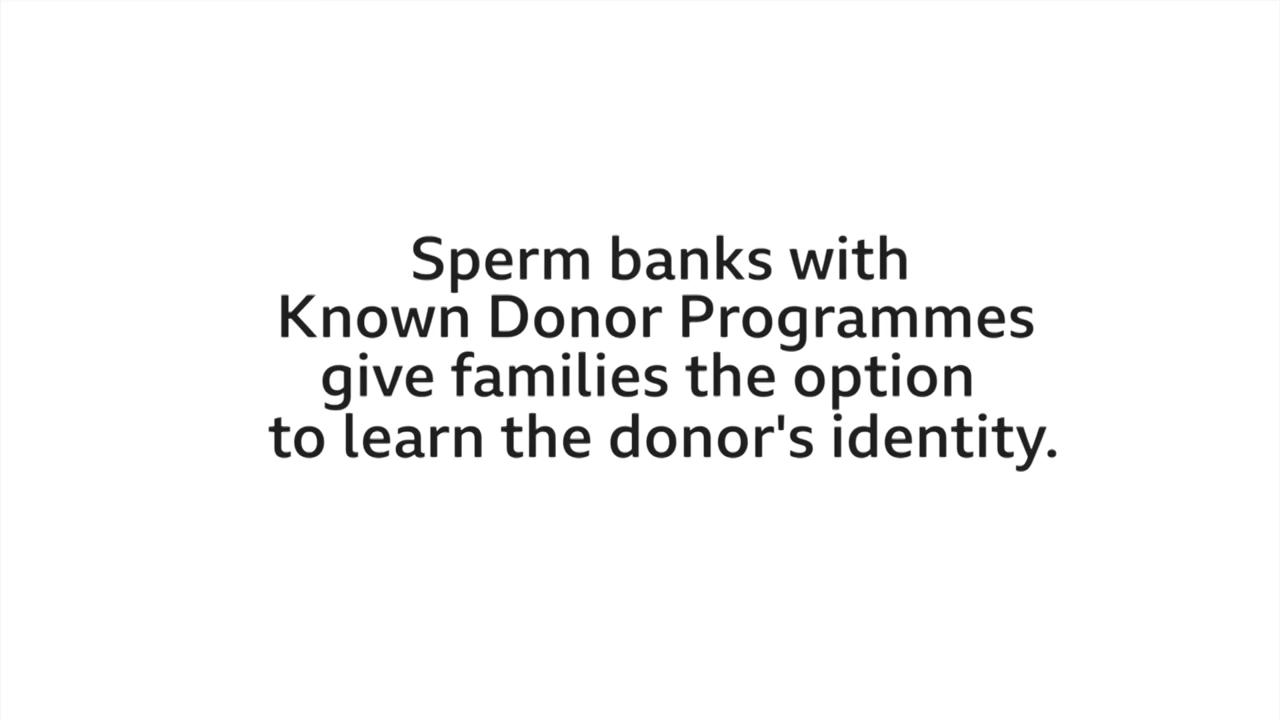 Sperm banks with
Known Donor Programmes
give families the option
to learn the donor's identity.